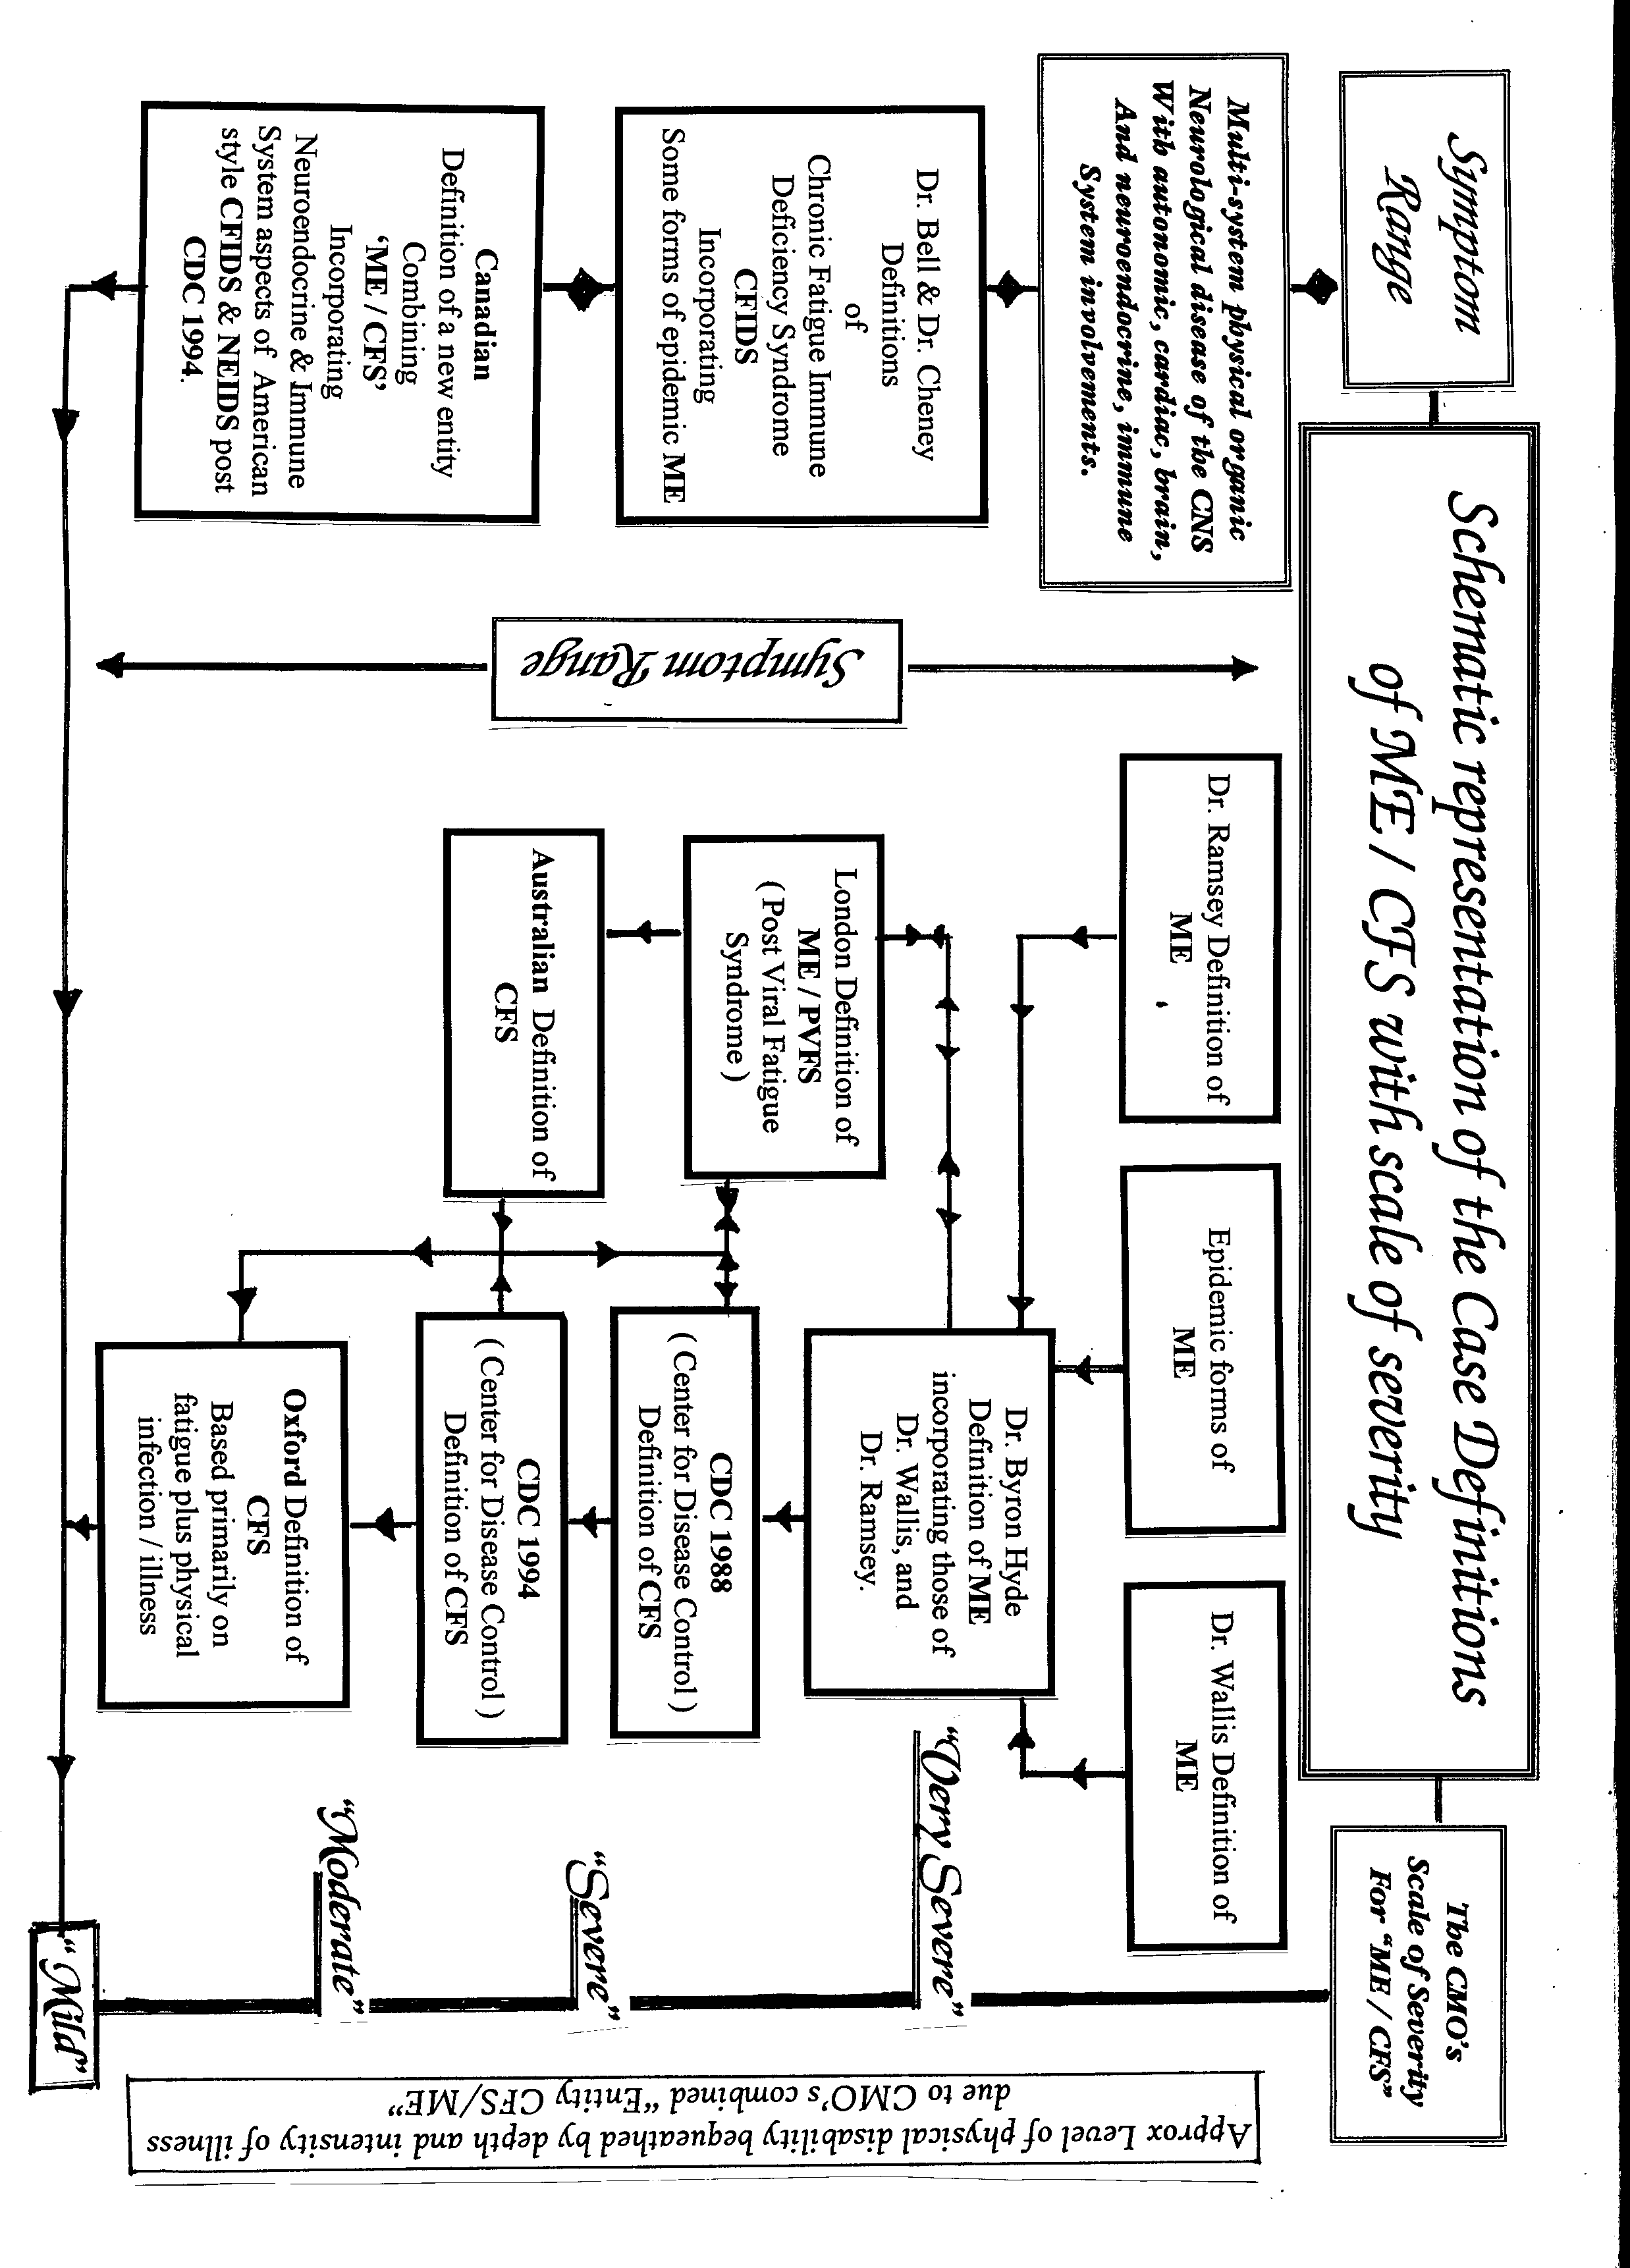 Symptom
Range
Schematic representation of the Case Definitions
of ME / CFS with scale of severity
The CMO's
Scale of Severity
For "ME / CFS"
Multi-system physical organic
Neurological disease of the CNS
With autonomic, cardiac, brain,
And neuroendocrine, immune
System involvements.
Dr. Ramsey Definition of
ME
Epidemic forms of
ME
Dr. Wallis Definition of
ME
Dr. Bell & Dr. Cheney
Definitions
of
Chronic Fatigue Immune
Deficiency Syndrome
CFIDS
Incorporating
Some forms of epidemic ME
Symptom Range
Dr. Byron Hyde
Definition of ME
incorporating those of
Dr. Wallis, and
Dr. Ramsey.
London Definition of
ME / PVFS
( Post Viral Fatigue
Syndrome )
CDC 1988
( Center for Disease Control )
Definition of CFS
Australian Definition of
CFS
CDC 1994
( Center for Disease Control )
Definition of CFS
Canadian
Definition of a new entity
Combining
'ME / CFS'
Incorporating
Neuroendocrine & Immune
System aspects of American
style CFIDS & NEIDS post
CDC 1994.
Oxford Definition of
CFS
Based primarily on
fatigue plus physical
infection / illness
"Very Severe"
"Severe"
"Moderate"
"Mild"
Approx Level of physical disability bequeathed by depth and intensity of illness
due to CMO's combined "Entity CFS/ME"